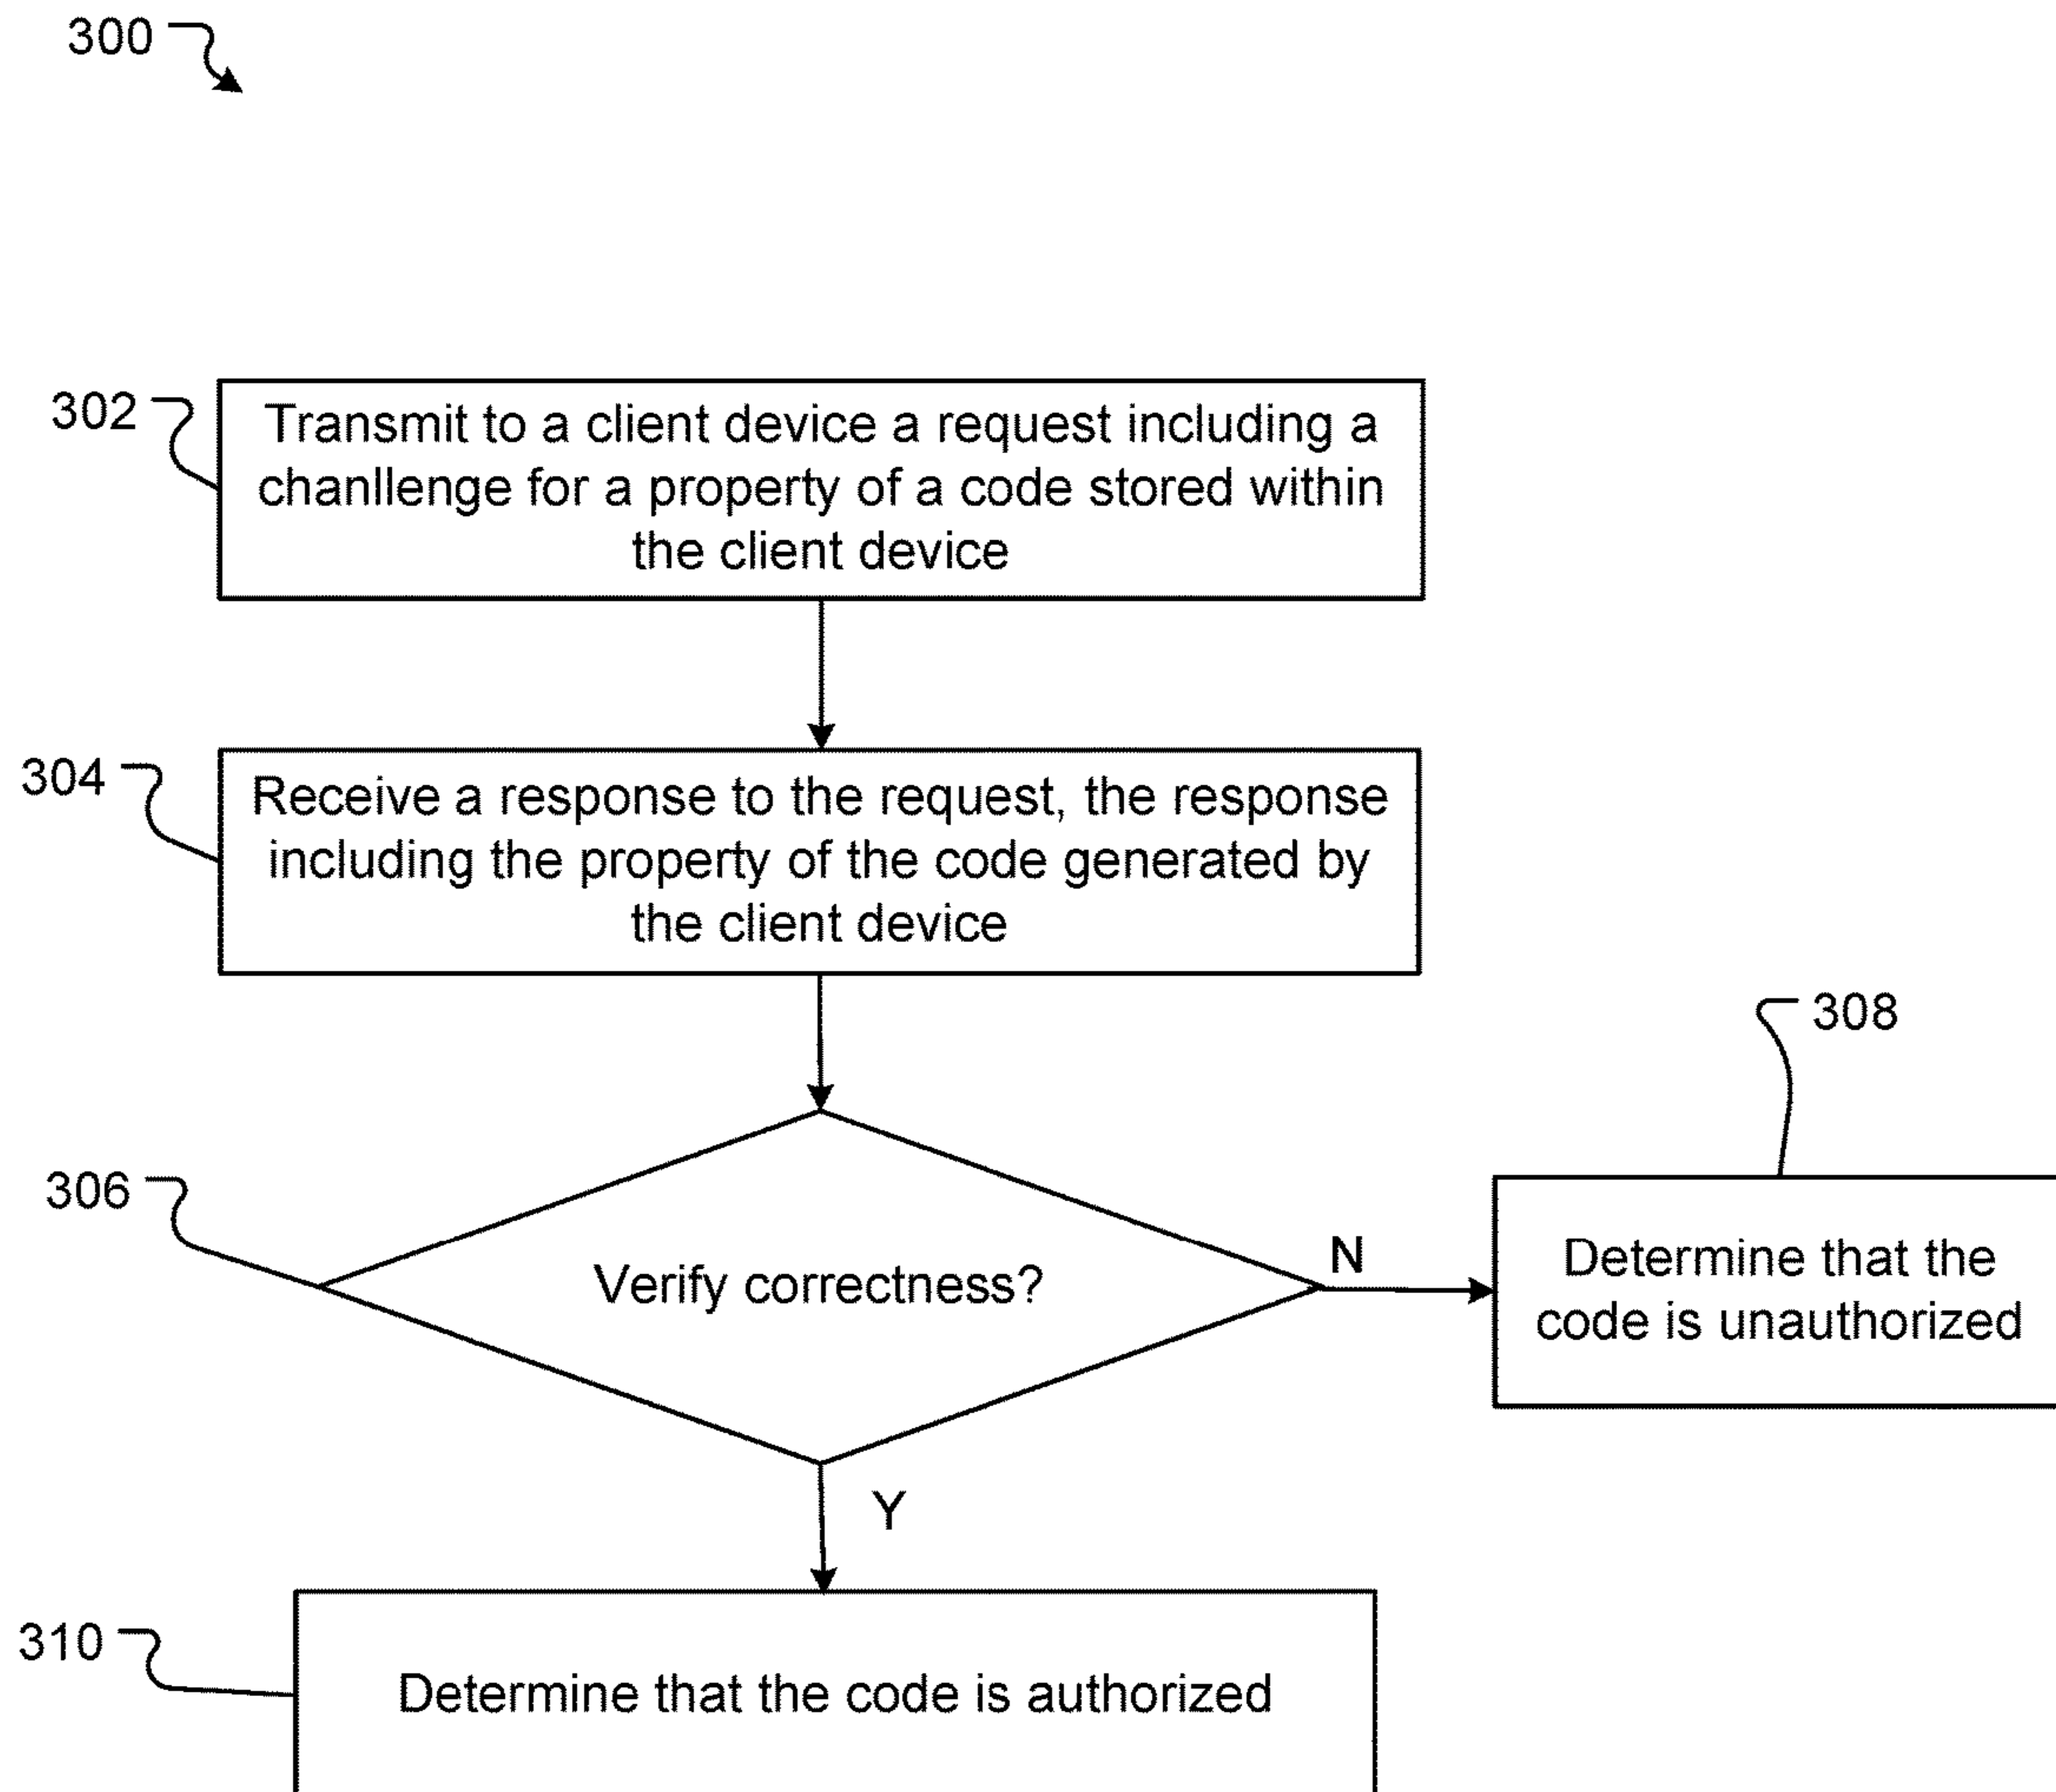 300
302
Transmit to a client device a request including a
chanllenge for a property of a code stored within
the client device
304
Receive a response to the request, the response
including the property of the code generated by
the client device
308
306
Verify correctness?
N
Determine that the
code is unauthorized
Y
310
Determine that the code is authorized